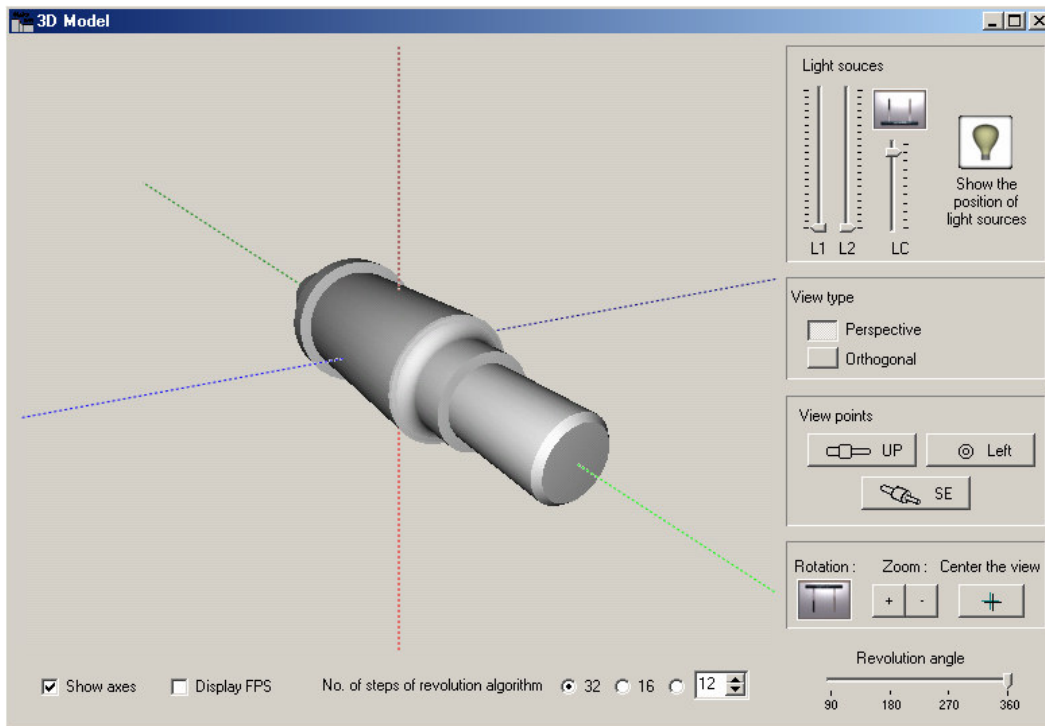 3D Model
Light souces
L1 L2 LC
Show the
position of
light sources
View type
Perspective
Orthogonal
View points
UP
Left
SE
Rotation : Zoom : Center the view
+ -
Revolution angle
90 180 270 360
Show axes Display FPS No. of steps of revolution algorithm 32 16 12